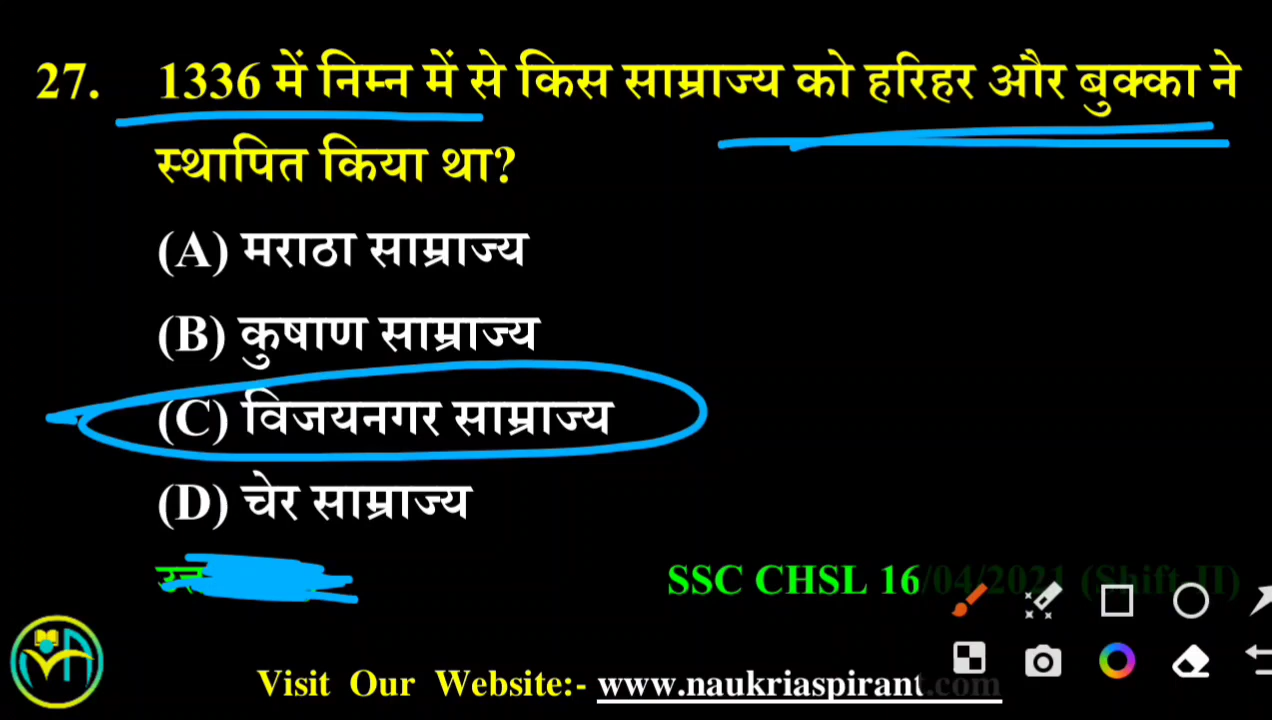 27. 1336 में निम्न में से किस साम्राज्य को हरिहर और बुक्का ने
स्थापित किया था?
(A) मराठा साम्राज्य
(B) कुषाण साम्राज्य
(C) विजयनगर साम्राज्य
(D) चेर साम्राज्य
SSC CHSL 16/04/2021 (Shift-II)
Visit Our Website:- www.naukriaspirant.com